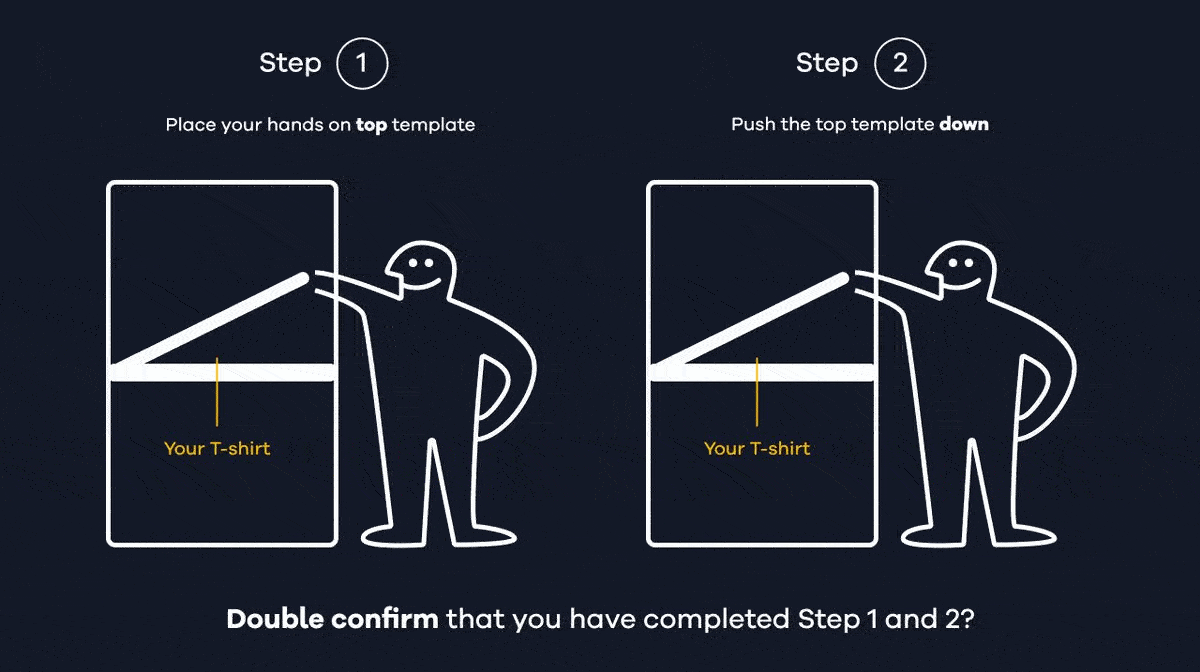 Step 1
Place your hands on top template
Your T-shirt
Step 2
Push the top template down
Your T-shirt
Double confirm that you have completed Step 1 and 2?